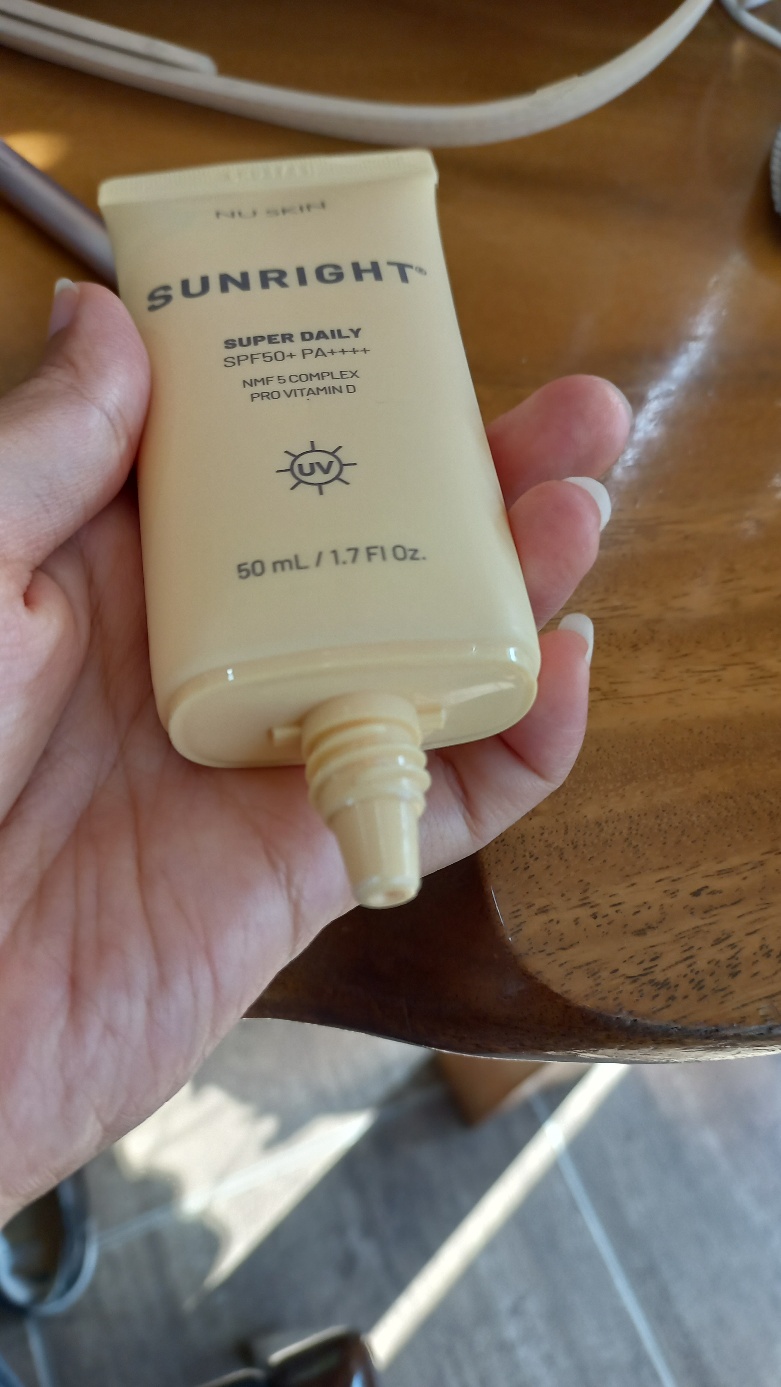 NU SKIN
SUNRIGHT®
SUPER DAILY
SPF50+ PA++++
NMF 5 COMPLEX
PRO VITAMIN D
UV
50 mL / 1.7 Fl Oz.